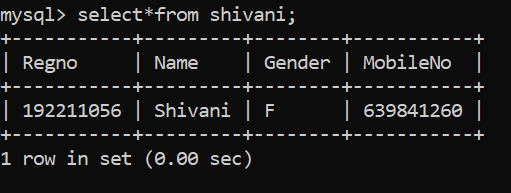 mysql> select*from shivani;
+-----------+---------+--------+-----------+
| Regno     | Name    | Gender | MobileNo  |
+-----------+---------+--------+-----------+
| 192211056 | Shivani | F      | 639841260 |
+-----------+---------+--------+-----------+
1 row in set (0.00 sec)